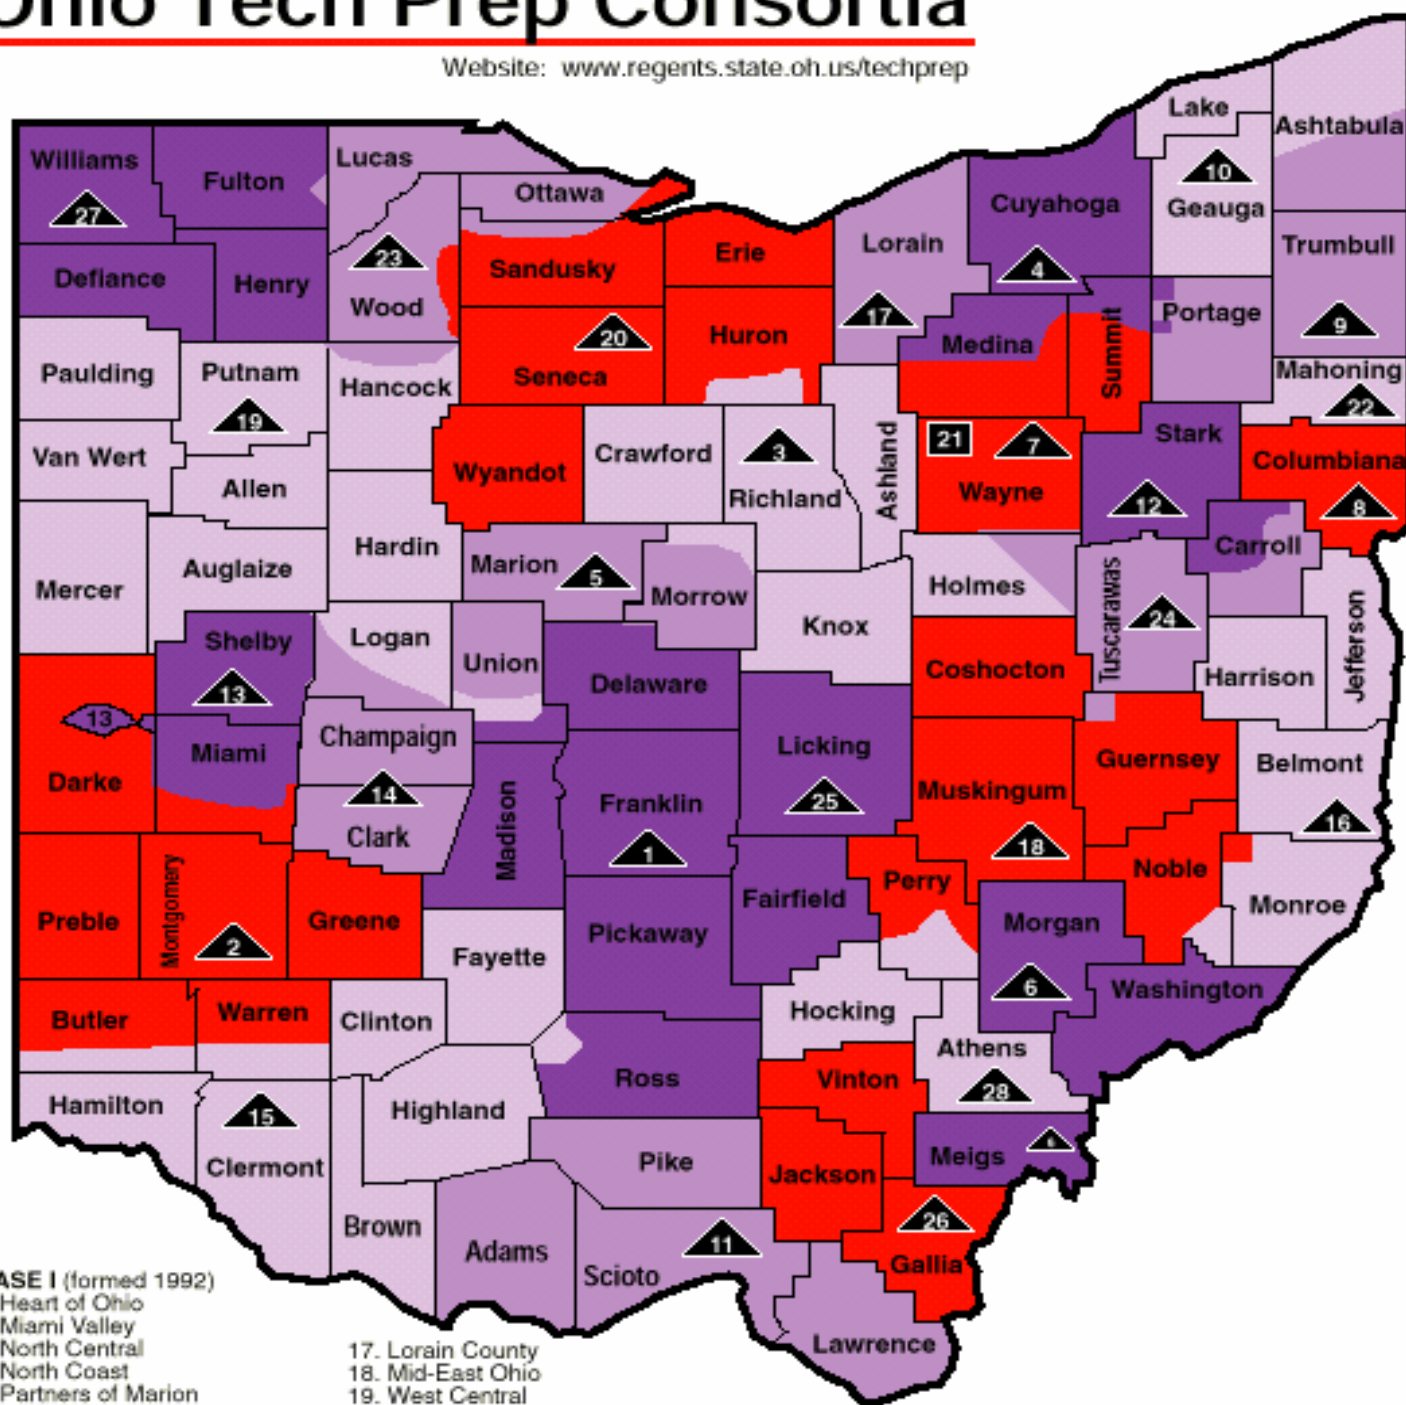 Ohio Tech Prep Consortia
Website: www.regents.state.oh.us/techprep
Lake
Ashtabula
Williams
Lucas
Fulton
10
Ottawa
Cuyahoga
Geauga
27
Erie
Lorain
Trumbull
23
Sandusky
4
Defiance
Henry
Wood
17
Portage
9
20
Huron
Medina
Summit
Paulding
Putnam
Hancock
Seneca
Mahoning
22
19
Stark
21
7
Van Wert
Wyandot
Crawford
3
Ashland
Columbiana
Allen
Richland
Wayne
12
8
Hardin
Marion
5
Carroll
Auglaize
Holmes
Mercer
Morrow
Tuscarawas
24
Shelby
Logan
Knox
Jefferson
Union
Coshocton
Harrison
13
Delaware
13
Champaign
Licking
Miami
Guernsey
Belmont
Darke
14
Madison
Franklin
25
Muskingum
Clark
1
18
16
Noble
Perry
Fairfield
Preble
Montgomery
Greene
Morgan
Monroe
2
Pickaway
Fayette
6
Washington
Butler
Warren
Clinton
Hocking
Athens
Ross
Vinton
28
Hamilton
15
Highland
6
Clermont
Pike
Jackson
Meigs
Brown
26
Adams
11
Scioto
Gallia
Lawrence
ASE I (formed 1992)
Heart of Ohio
Miami Valley
North Central
North Coast
Partners of Marion
17. Lorain County
18. Mid-East Ohio
19. West Central